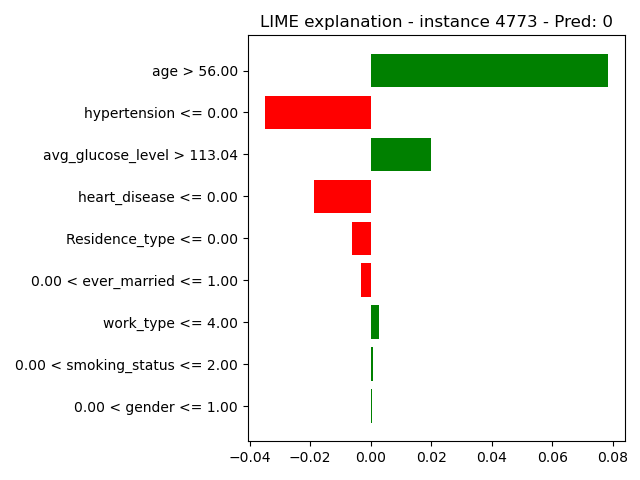 LIME explanation - instance 4773 - Pred: 0
age > 56.00
hypertension <= 0.00
avg_glucose_level > 113.04
heart_disease <= 0.00
Residence_type <= 0.00
0.00 < ever_married <= 1.00
work_type <= 4.00
0.00 < smoking_status <= 2.00
0.00 < gender <= 1.00
−0.04 −0.02 0.00 0.02 0.04 0.06 0.08